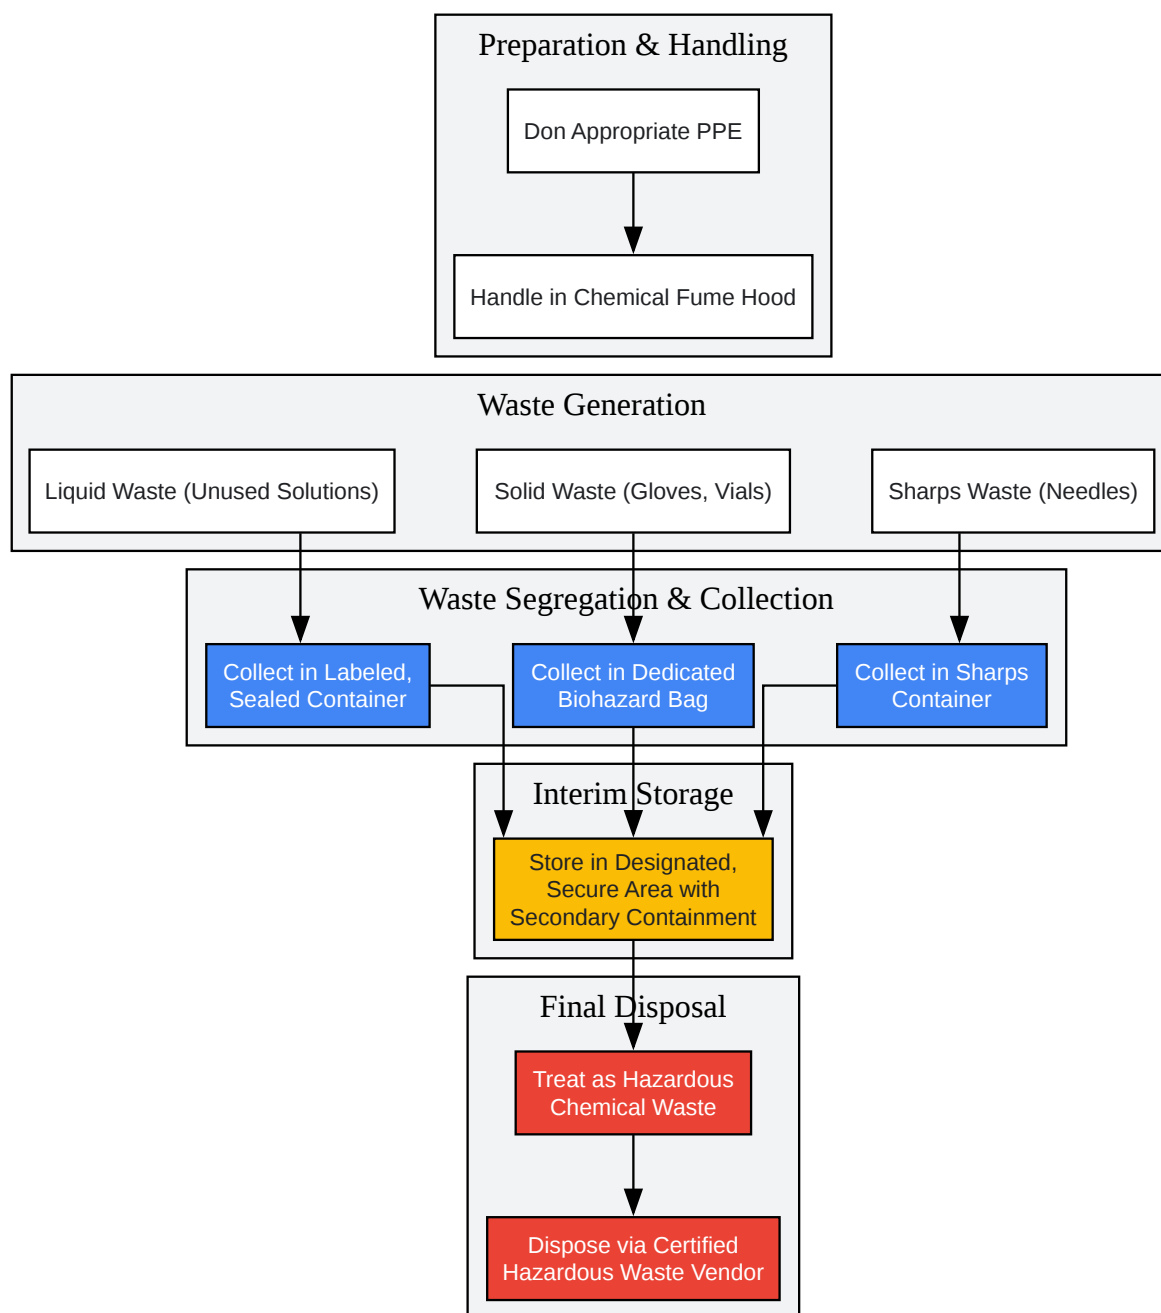 Preparation & Handling
Don Appropriate PPE
Handle in Chemical Fume Hood
Waste Generation
Liquid Waste (Unused Solutions)
Solid Waste (Gloves, Vials)
Sharps Waste (Needles)
Waste Segregation & Collection
Collect in Labeled,
Sealed Container
Collect in Dedicated
Biohazard Bag
Collect in Sharps
Container
Interim Storage
Store in Designated,
Secure Area with
Secondary Containment
Final Disposal
Treat as Hazardous
Chemical Waste
Dispose via Certified
Hazardous Waste Vendor